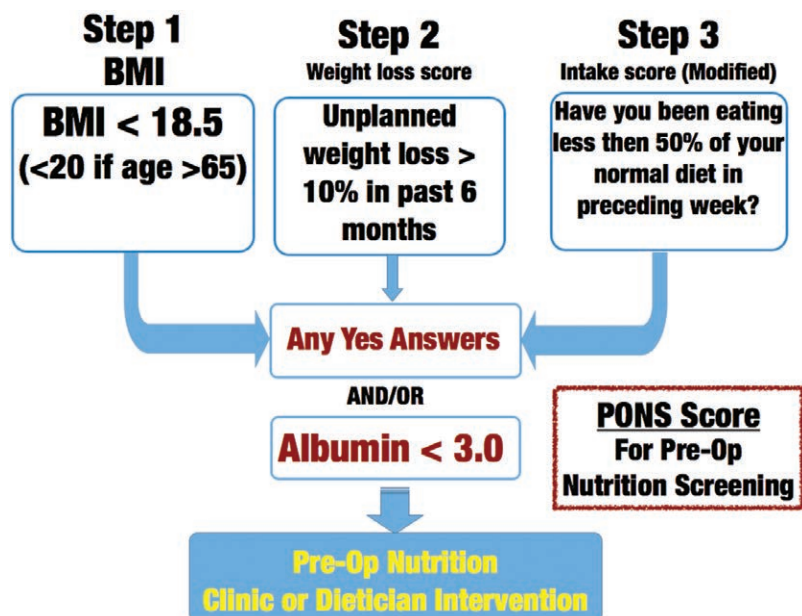 Step 1
BMI
BMI < 18.5
(<20 if age >65)
Step 2
Weight loss score
Unplanned
weight loss >
10% in past 6
months
Step 3
Intake score (Modified)
Have you been eating
less then 50% of your
normal diet in
preceding week?
Any Yes Answers
AND/OR
Albumin < 3.0
PONS Score
For Pre-Op
Nutrition Screening
Pre-Op Nutrition
Clinic or Dietician Intervention